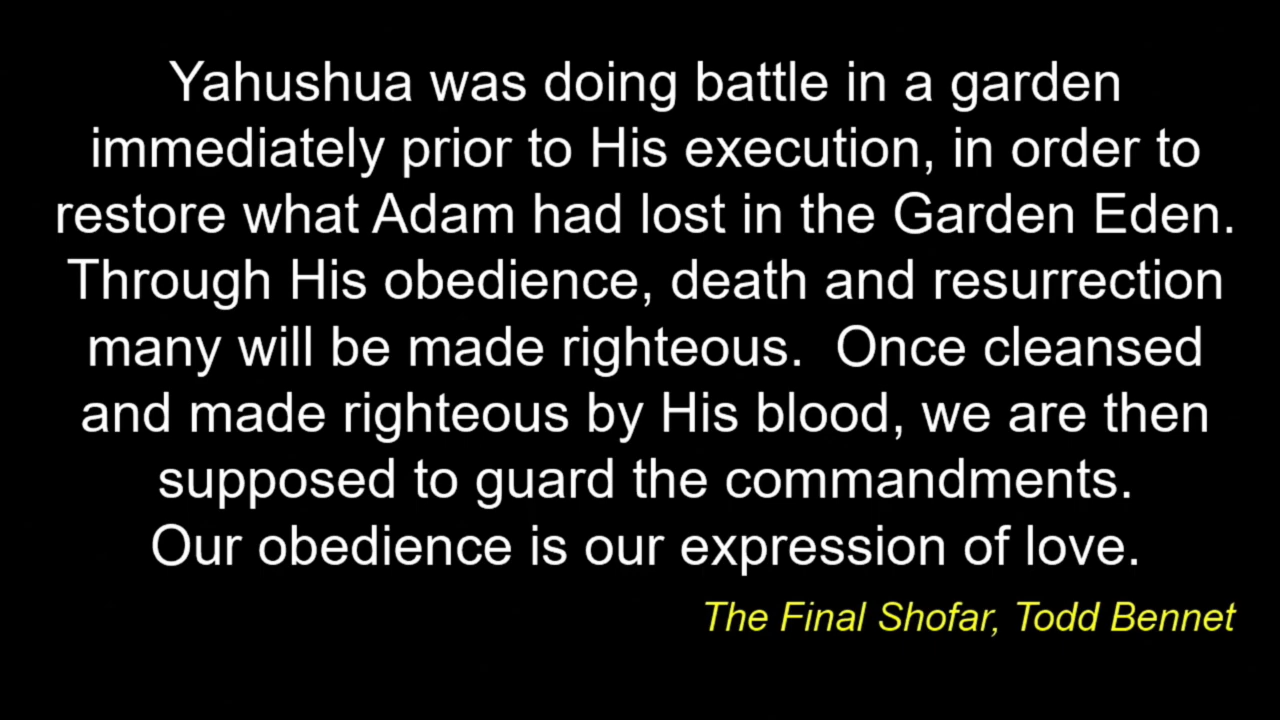 Yahushua was doing battle in a garden
immediately prior to His execution, in order to
restore what Adam had lost in the Garden Eden.
Through His obedience, death and resurrection
many will be made righteous.  Once cleansed
and made righteous by His blood, we are then
supposed to guard the commandments.
Our obedience is our expression of love.
The Final Shofar, Todd Bennet